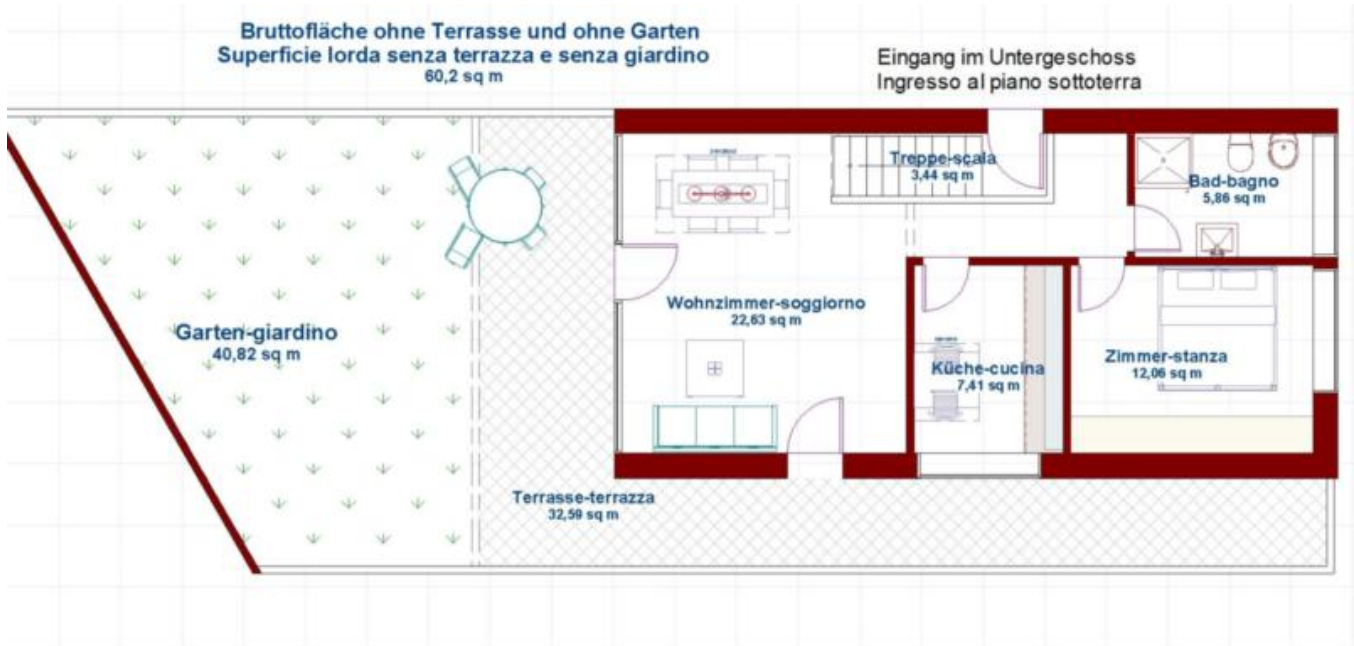 Bruttofläche ohne Terrasse und ohne Garten
Superficie lorda senza terrazza e senza giardino
60,2 sq m
Eingang im Untergeschoss
Ingresso al piano sottoterra
Treppe-scala
3,44 sq m
Bad-bagno
5,86 sq m
Wohnzimmer-soggiorno
22,63 sq m
Garten-giardino
40,82 sq m
Küche-cucina
7,41 sq m
Zimmer-stanza
12,06 sq m
Terrasse-terrazza
32,59 sq m